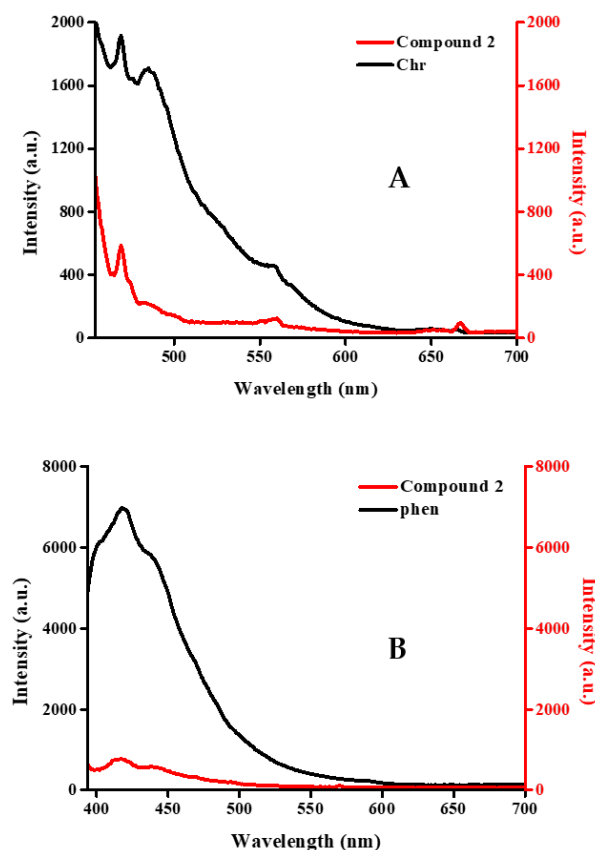 2000
1600
1200
800
400
0
Intensity (a.u.)
Compound 2
Chr
A
2000
1600
1200
800
400
0
Intensity (a.u.)
500 550 600 650 700
Wavelength (nm)
8000
6000
4000
2000
0
Intensity (a.u.)
Compound 2
phen
B
8000
6000
4000
2000
0
Intensity (a.u.)
400 450 500 550 600 650 700
Wavelength (nm)